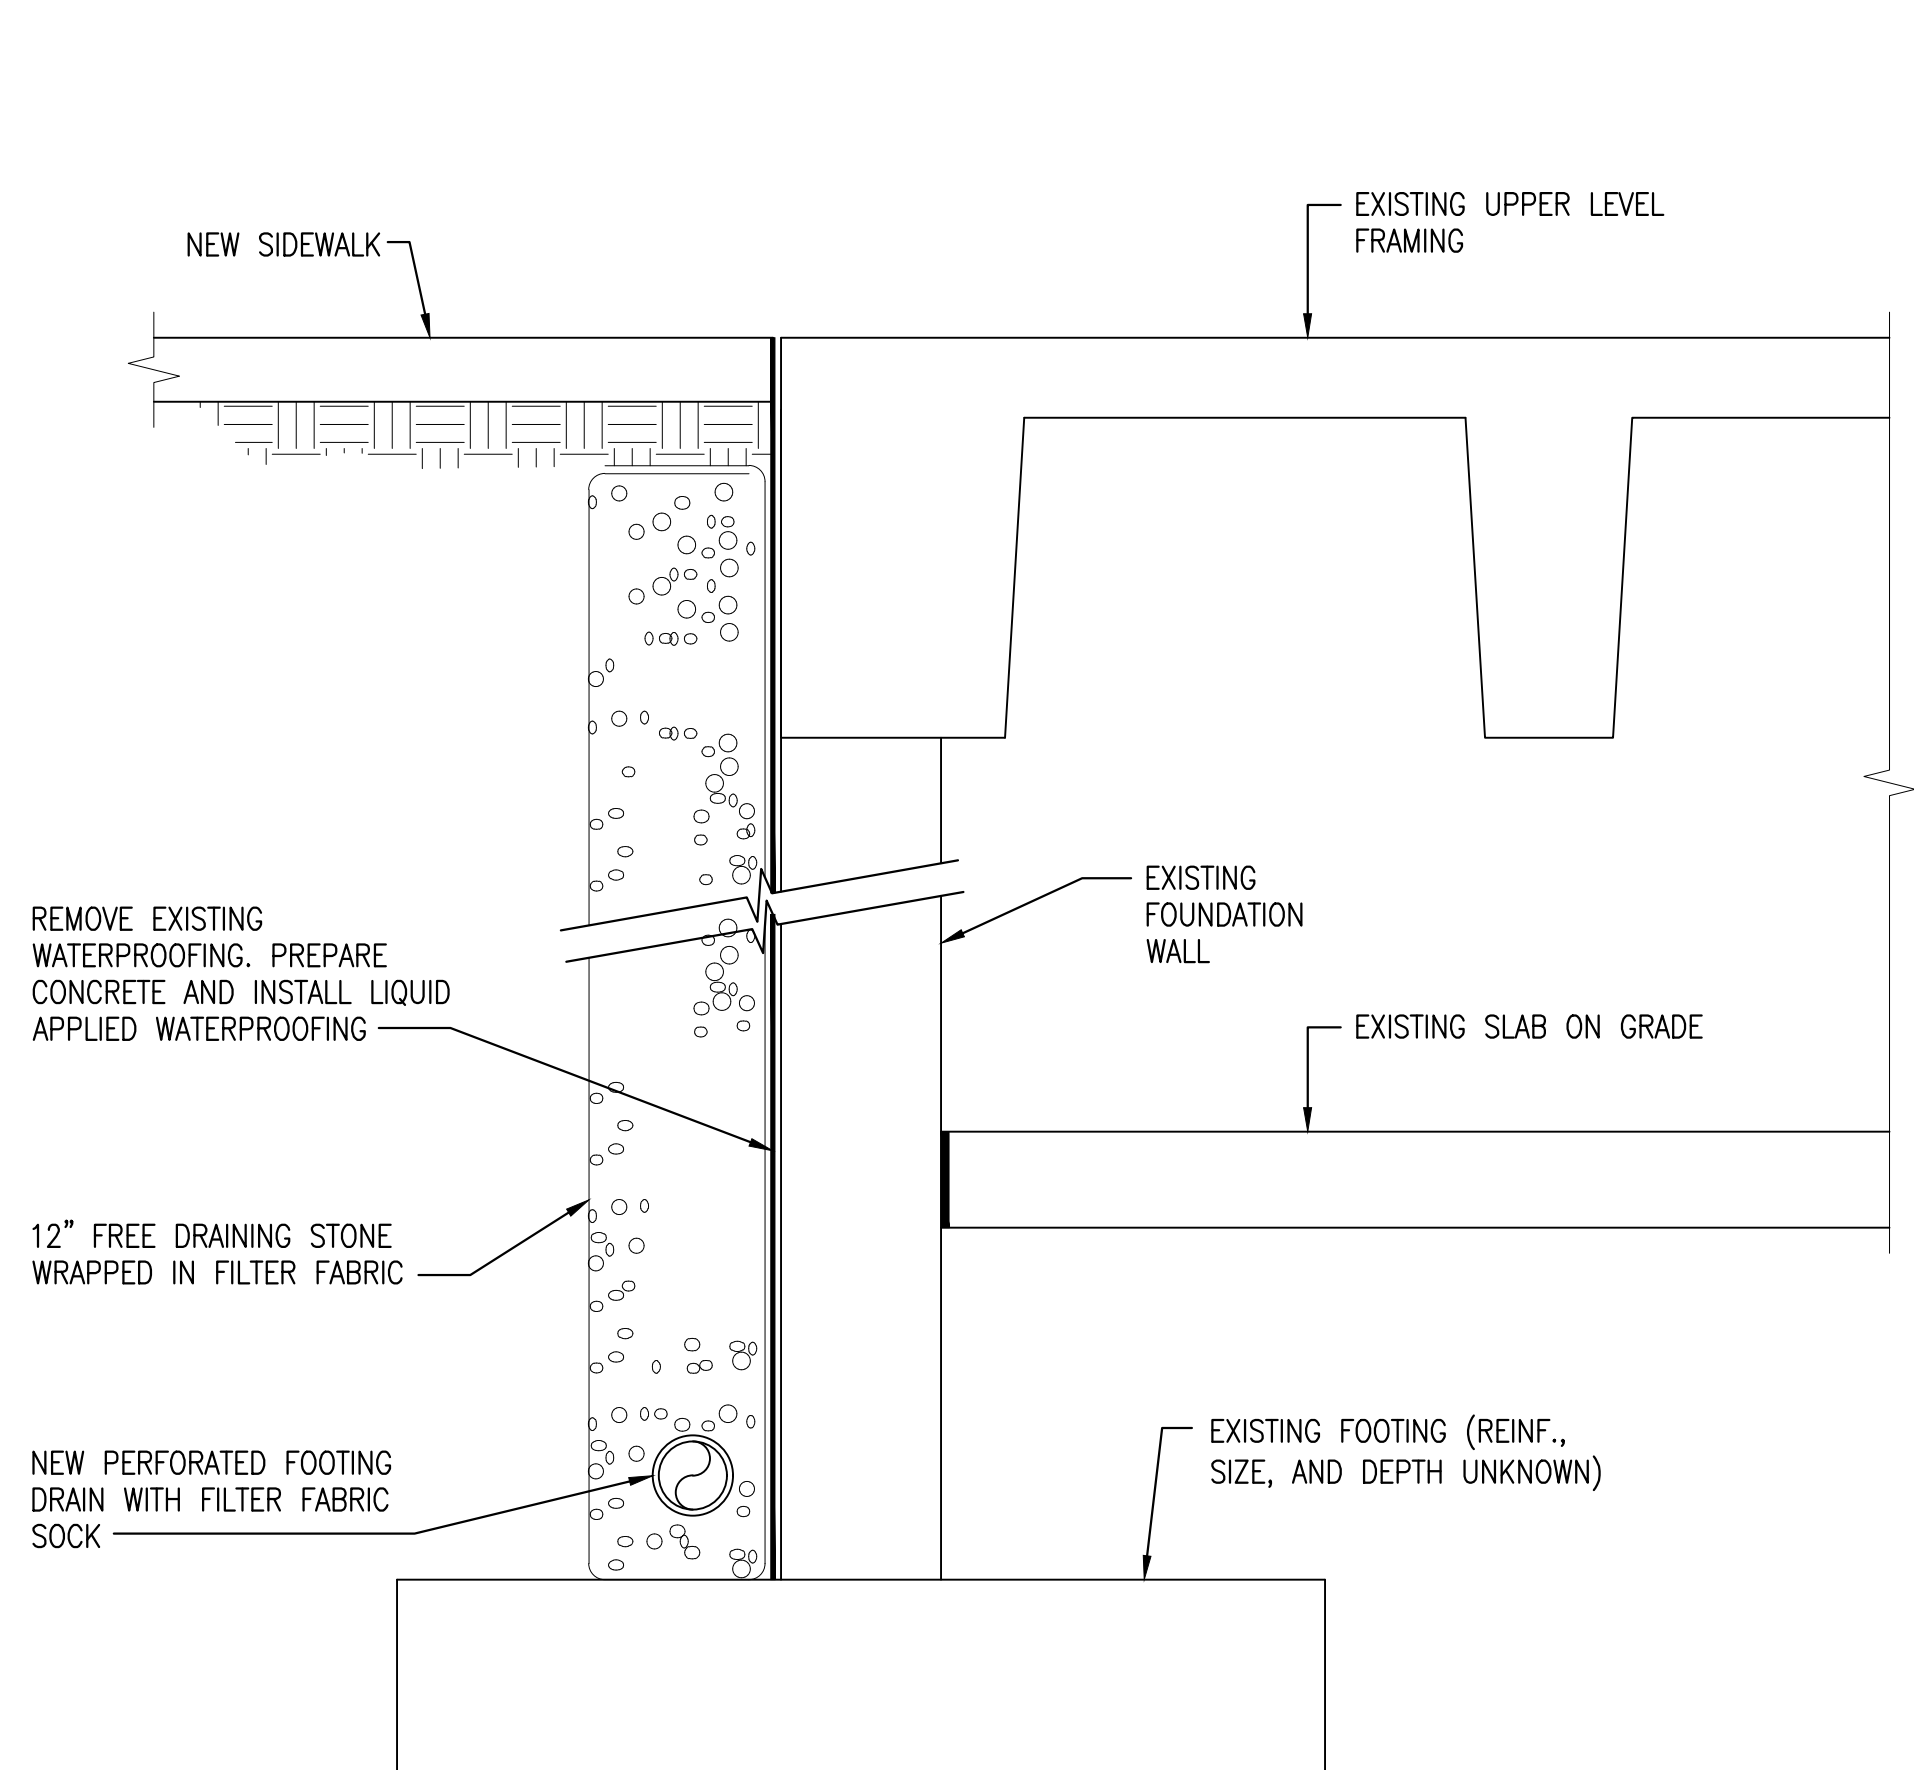 EXISTING UPPER LEVEL
FRAMING
NEW SIDEWALK
EXISTING
FOUNDATION
WALL
REMOVE EXISTING
WATERPROOFING. PREPARE
CONCRETE AND INSTALL LIQUID
APPLIED WATERPROOFING
EXISTING SLAB ON GRADE
12” FREE DRAINING STONE
WRAPPED IN FILTER FABRIC
EXISTING FOOTING (REINF.,
SIZE, AND DEPTH UNKNOWN)
NEW PERFORATED FOOTING
DRAIN WITH FILTER FABRIC
SOCK